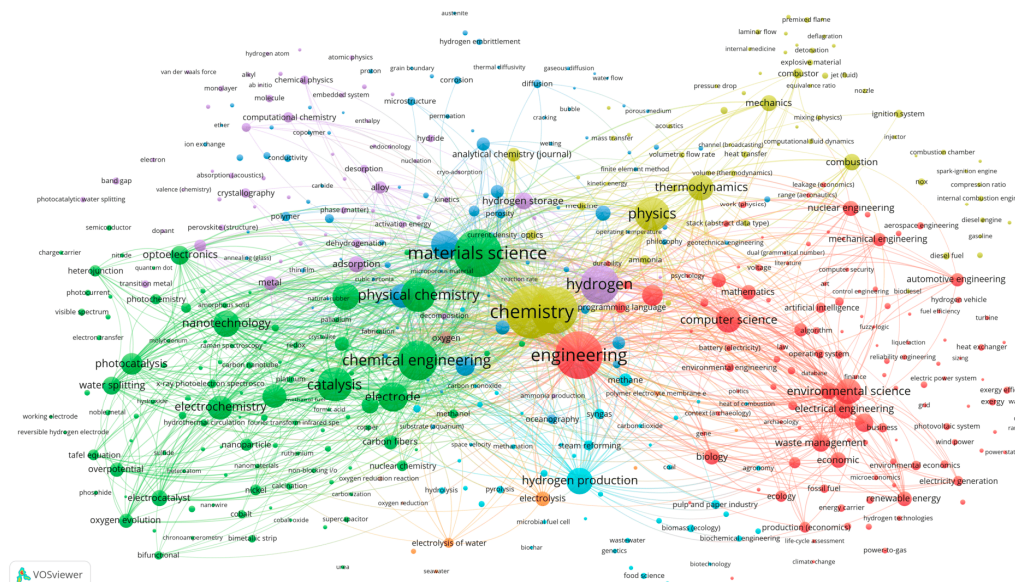 austenite
premixed flame
hydrogen embrittlement
laminar flow
deflagration
internal medicine
detonation
hydrogen atom
atomic physics
explosive material
van der waals force
alkyl
proton
grain boundary
thermal diffusivity
gaseous diffusion
water flow
combustor
jet (fluid)
monolayer
ab initio
chemical physics
corrosion
diffusion
pressure drop
equivalence ratio
nozzle
molecule
embedded system
microstructure
mechanics
computational chemistry
enthalpy
permeation
bubble
porous medium
ignition system
ether
copolymer
cracking
acoustics
mixing (physics)
ion exchange
endocrinology
hydride
wetting
mass transfer
channel (broadcasting)
computational fluid dynamics
injector
electron
conductivity
nucleation
analytical chemistry (journal)
volumetric flow rate
heat transfer
combustion
combustion chamber
absorption (acoustics)
desorption
cryo-adsorption
finite element method
volume (thermodynamics)
spark-ignition engine
band gap
valence (chemistry)
carbide
alloy
kinetic energy
thermodynamics
leakage (economics)
nox
compression ratio
photocatalytic water splitting
crystallography
kinetics
hydrogen storage
medicine
range (aeronautics)
internal combustion engine
phase (matter)
porosity
physics
work (physics)
nuclear engineering
semiconductor
dopant
polymer
activation energy
stack (abstract data type)
aerospace engineering
diesel engine
perovskite (structure)
current density
optics
operating temperature
philosophy
geotechnical engineering
mechanical engineering
gasoline
charge carrier
nitride
optoelectronics
annealing (glass)
dehydrogenation
materials science
dual (grammatical number)
diesel fuel
quantum dot
thin film
adsorption
microporous material
durability
ammonia
voltage
literature
computer security
heterojunction
transition metal
metal
cubic zirconia
reaction rate
hydrogen
psychology
art
control engineering
biodiesel
automotive engineering
photocurrent
photochemistry
natural rubber
physical chemistry
mathematics
hydrogen vehicle
visible spectrum
amorphous solid
palladium
decomposition
chemistry
programming language
artificial intelligence
fuel efficiency
turbine
nanotechnology
fabrication
computer science
electron transfer
molybdenum
redox
crystalline
oxygen
algorithm
fuzzy logic
raman spectroscopy
battery (electricity)
law
liquefaction
heat exchanger
photocatalysis
carbon nanotube
chemical engineering
engineering
environmental engineering
operating system
reliability engineering
water splitting
x-ray photoelectron spectrosco
platinum
catalysis
carbon monoxide
methane
database
finance
electric power system
ammonia production
polymer electrolyte membrane e
politics
environmental science
exergy effi
working electrode
noble metal
hydroxide
electrochemistry
methanol fuel
formic acid
electrode
heat of combustion
electrical engineering
grid
exergy
reversible hydrogen electrode
hydrothermal circulation
fourier transform infrared spe
copper
methanol
substrate (aquarium)
oceanography
syngas
carbon dioxide
context (archaeology)
archaeology
business
photovoltaic system
tafel equation
sulfide
nanoparticle
carbon fibers
space velocity
methanation
steam reforming
gene
waste management
wind power
ruthenium
biology
economic
power stat
overpotential
heteroatom
nanomaterials
non-blocking i/o
nuclear chemistry
coal
agronomy
environmental economics
microeconomics
phosphide
nickel
calcination
oxygen reduction reaction
hydrogen production
biotechnology
fossil fuel
electricity generation
electrocatalyst
nanowire
carbonization
hydrolysis
pyrolysis
electrolysis
ecology
renewable energy
oxygen evolution
cobalt
cobalt oxide
supercapacitor
oxygen reduction
pulp and paper industry
energy carrier
hydrogen technologies
chronoamperometry
bimetallic strip
microbial fuel cell
biomass (ecology)
production (economics)
bifunctional
electrolysis of water
biochar
wastewater
biochemical engineering
life-cycle assessment
power-to-gas
urea
seawater
genetics
food science
biotechnology
climate change
VOSviewer